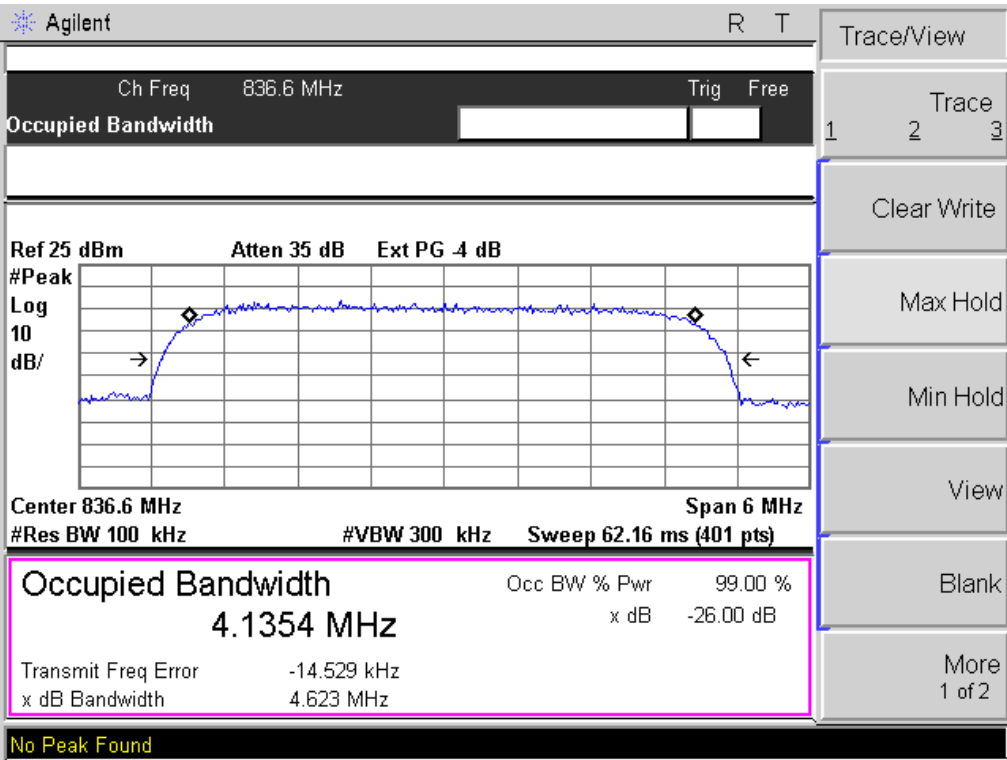 Agilent R T
Trace/View
Ch Freq 836.6 MHz Trig Free
Occupied Bandwidth
Trace
1 2 3
Clear Write
Max Hold
Min Hold
View
Blank
More
1 of 2
Ref 25 dBm Atten 35 dB Ext PG -4 dB
#Peak
Log
10
dB/
Center 836.6 MHz Span 6 MHz
#Res BW 100 kHz #VBW 300 kHz Sweep 62.16 ms (401 pts)
Occupied Bandwidth
4.1354 MHz
Occ BW % Pwr 99.00 %
x dB -26.00 dB
Transmit Freq Error -14.529 kHz
x dB Bandwidth 4.623 MHz
No Peak Found